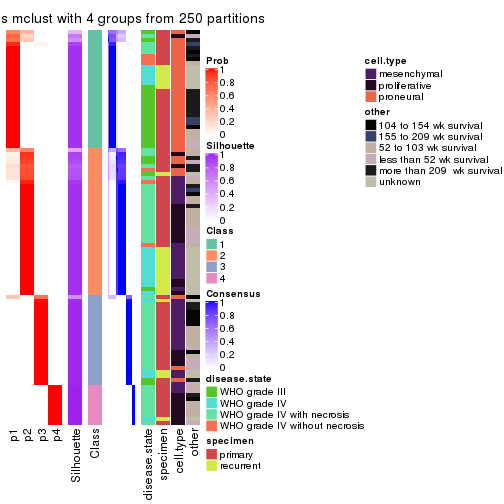 s mclust with 4 groups from 250 partitions
Prob
1
0.8
0.6
0.4
0.2
0
Silhouette
1
0.8
0.6
0.4
0.2
0
Class
1
2
3
4
Consensus
1
0.8
0.6
0.4
0.2
0
disease.state
WHO grade III
WHO grade IV
WHO grade IV with necrosis
WHO grade IV without necrosis
specimen
primary
recurrent
cell.type
mesenchymal
proliferative
proneural
other
104 to 154 wk survival
155 to 209 wk survival
52 to 103 wk survival
less than 52 wk survival
more than 209 wk survival
unknown
p1
p2
p3
p4
Silhouette
Class
disease.state
specimen
cell.type
other